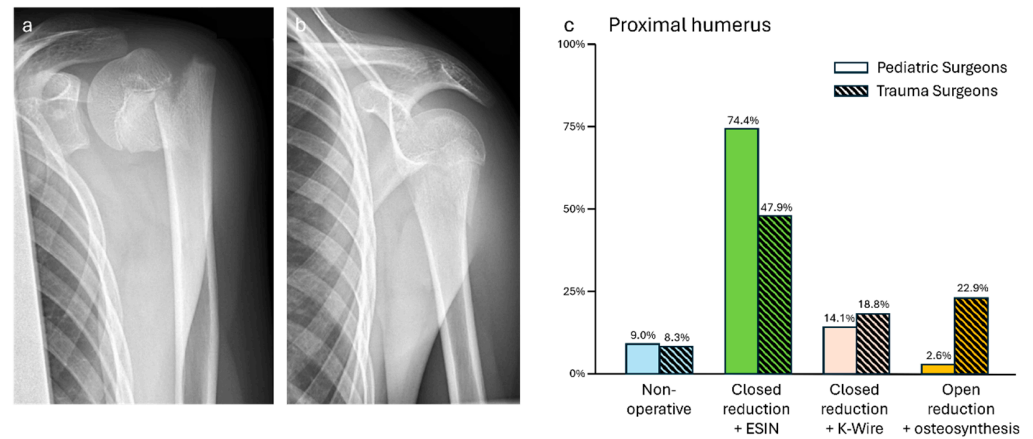 a
b
c Proximal humerus
100%
75%
50%
25%
0%
Pediatric Surgeons
Trauma Surgeons
9.0%
8.3%
74.4%
47.9%
14.1%
18.8%
2.6%
22.9%
Non-
operative
Closed
reduction
+ ESIN
Closed
reduction
+ K-Wire
Open
reduction
+ osteosynthesis